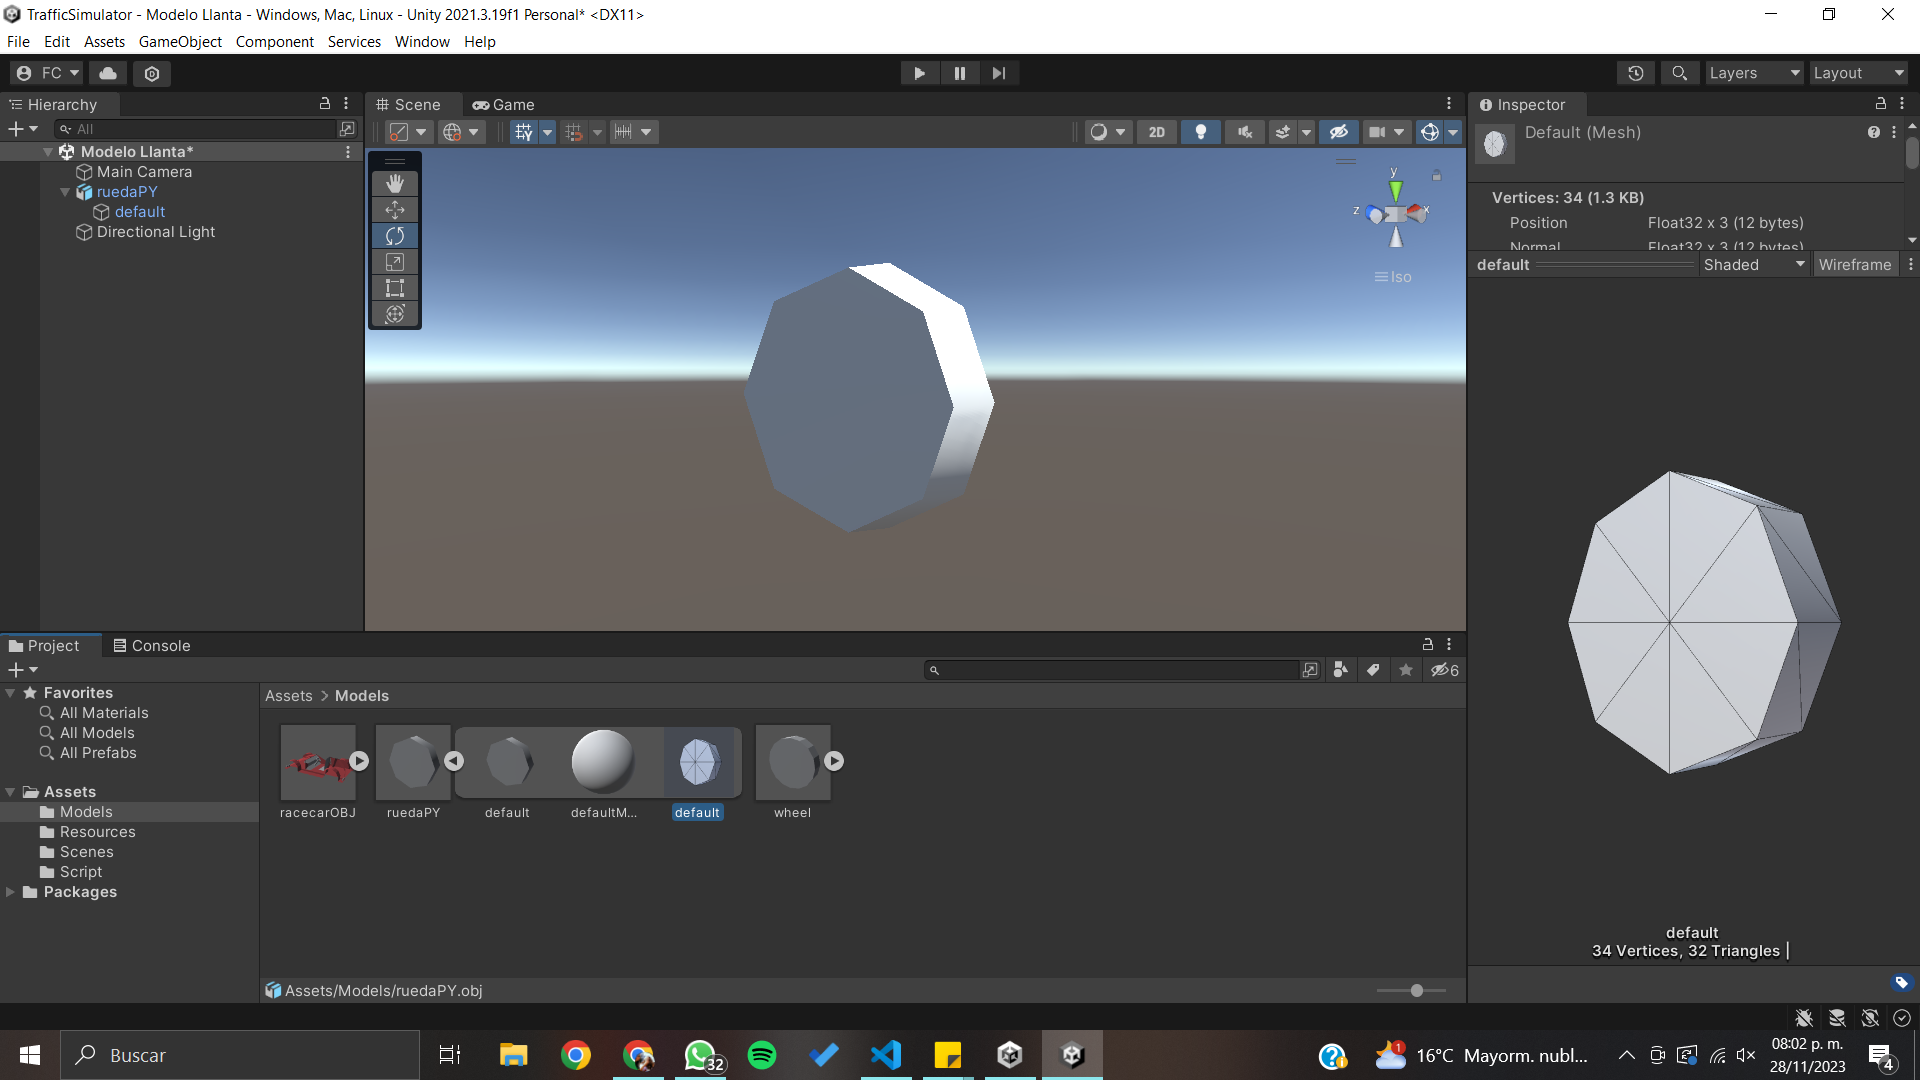 TrafficSimulator - Modelo Llanta - Windows, Mac, Linux - Unity 2021.3.19f1 Personal* <DX11>
File Edit Assets GameObject Component Services Window Help
FC
Layers
Layout
Hierarchy
All
Modelo Llanta*
Main Camera
ruedaPY
default
Directional Light
Scene
Game
2D
y
z
x
Iso
Inspector
Default (Mesh)
Vertices: 34 (1.3 KB)
Position Float32 x 3 (12 bytes)
Normal Float32 x 3 (12 bytes)
default
Shaded
Wireframe
default
34 Vertices, 32 Triangles |
Project
Console
6
Favorites
All Materials
All Models
All Prefabs
Assets
Models
Resources
Scenes
Script
Packages
Assets > Models
racecarOBJ
ruedaPY
default
defaultM...
default
wheel
Assets/Models/ruedaPY.obj
Buscar
32
1
16°C Mayorm. nubl...
08:02 p. m.
28/11/2023
4